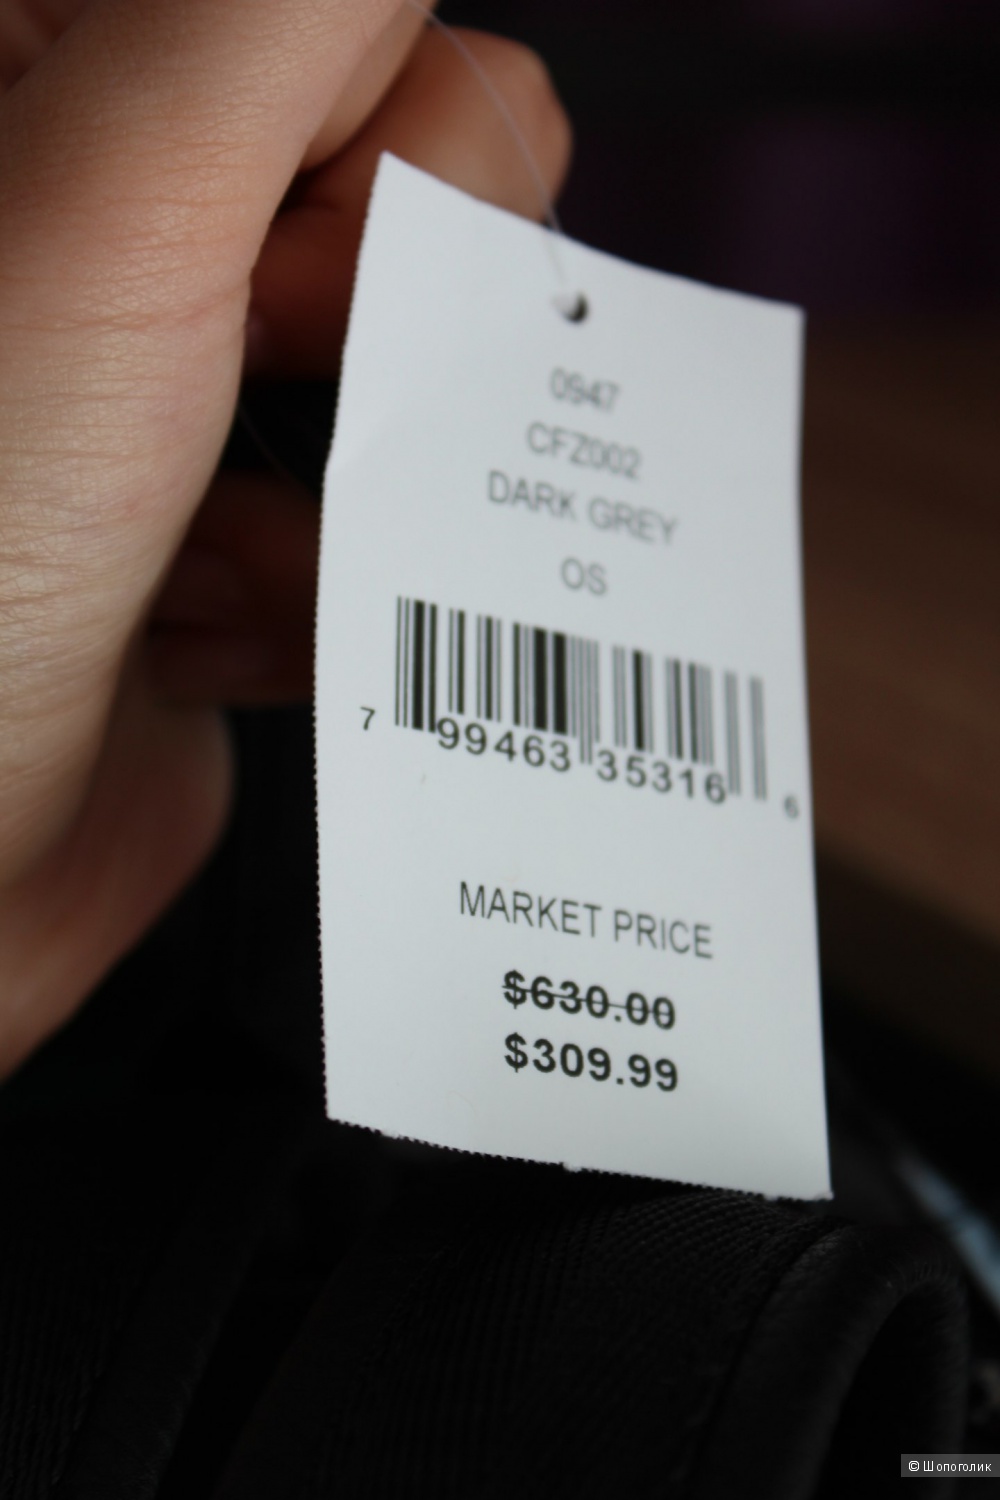 0947
CFZ002
DARK GREY
OS
7 99463 35316 6
MARKET PRICE
$630.00
$309.99
© Шопоголик